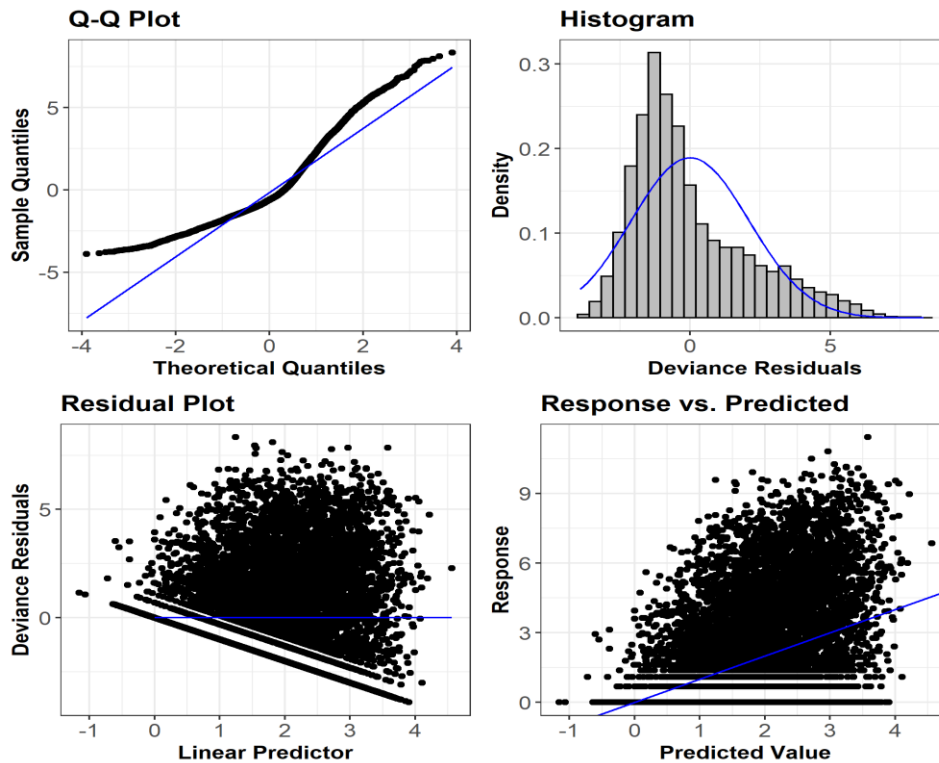 Q-Q Plot
Sample Quantiles
5
0
-5
-4
-2
0
2
4
Theoretical Quantiles
Histogram
Density
0.3
0.2
0.1
0.0
0
5
Deviance Residuals
Residual Plot
Deviance Residuals
5
0
-1
0
1
2
3
4
Linear Predictor
Response vs. Predicted
Response
9
6
3
0
-1
0
1
2
3
4
Predicted Value